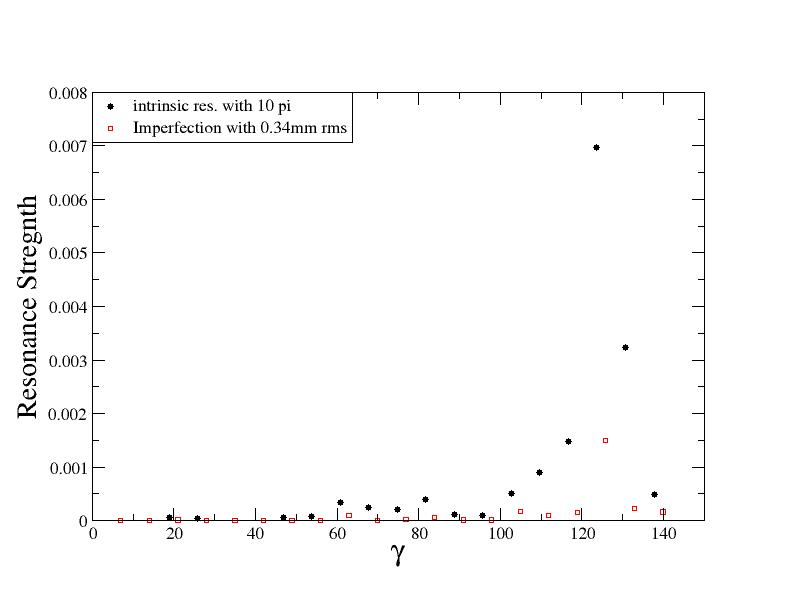 0.008
intrinsic res. with 10 pi
Imperfection with 0.34mm rms
0.007
0.006
0.005
0.004
0.003
0.002
0.001
0
Resonance Stregnth
0 20 40 60 80 100 120 140
γ